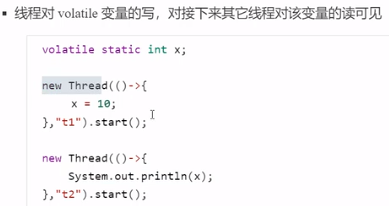 线程对 volatile 变量的写，对接下来其它线程对该变量的读可见
volatile static int x;
new Thread(()->{
x = 10;
},"t1").start();
new Thread(()->{
System.out.println(x);
},"t2").start();